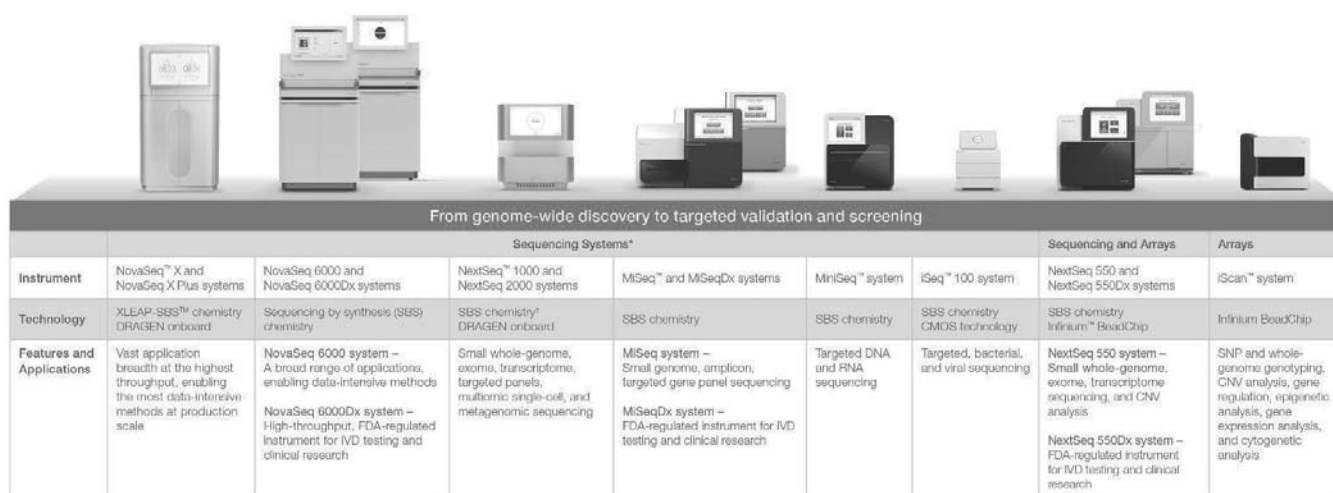 From genome-wide discovery to targeted validation and screening
Sequencing Systems*
Sequencing and Arrays
Arrays
Instrument
NovaSeq™ X and
NovaSeq X Plus systems
NovaSeq 6000 and
NovaSeq 6000Dx systems
NextSeq™ 1000 and
NextSeq 2000 systems
MiSeq™ and MiSeqDx systems
MiniSeq™ system
iSeq™ 100 system
NextSeq 550 and
NextSeq 550Dx systems
iScan™ system
Technology
XLEAP-SBS™ chemistry
DRAGEN onboard
Sequencing by synthesis (SBS)
chemistry
SBS chemistry†
DRAGEN onboard
SBS chemistry
SBS chemistry
SBS chemistry
CMOS technology
SBS chemistry
Infinium™ BeadChip
Infinium BeadChip
Features and
Applications
Vast application
breadth at the highest
throughput, enabling
the most data-intensive
methods at production
scale
NovaSeq 6000 system –
A broad range of applications,
enabling data-intensive methods
NovaSeq 6000Dx system –
High-throughput, FDA-regulated
instrument for IVD testing and
clinical research
Small whole-genome,
exome, transcriptome,
targeted panels,
multiomic single-cell, and
metagenomic sequencing
MiSeq system –
Small genome, amplicon,
targeted gene panel sequencing
MiSeqDx system –
FDA-regulated instrument for IVD
testing and clinical research
Targeted DNA
and RNA
sequencing
Targeted, bacterial,
and viral sequencing
NextSeq 550 system –
Small whole-genome,
exome, transcriptome
sequencing, and CNV
analysis
NextSeq 550Dx system –
FDA-regulated instrument
for IVD testing and clinical
research
SNP and whole-
genome genotyping,
CNV analysis, gene
regulation, epigenetic
analysis, gene
expression analysis,
and cytogenetic
analysis